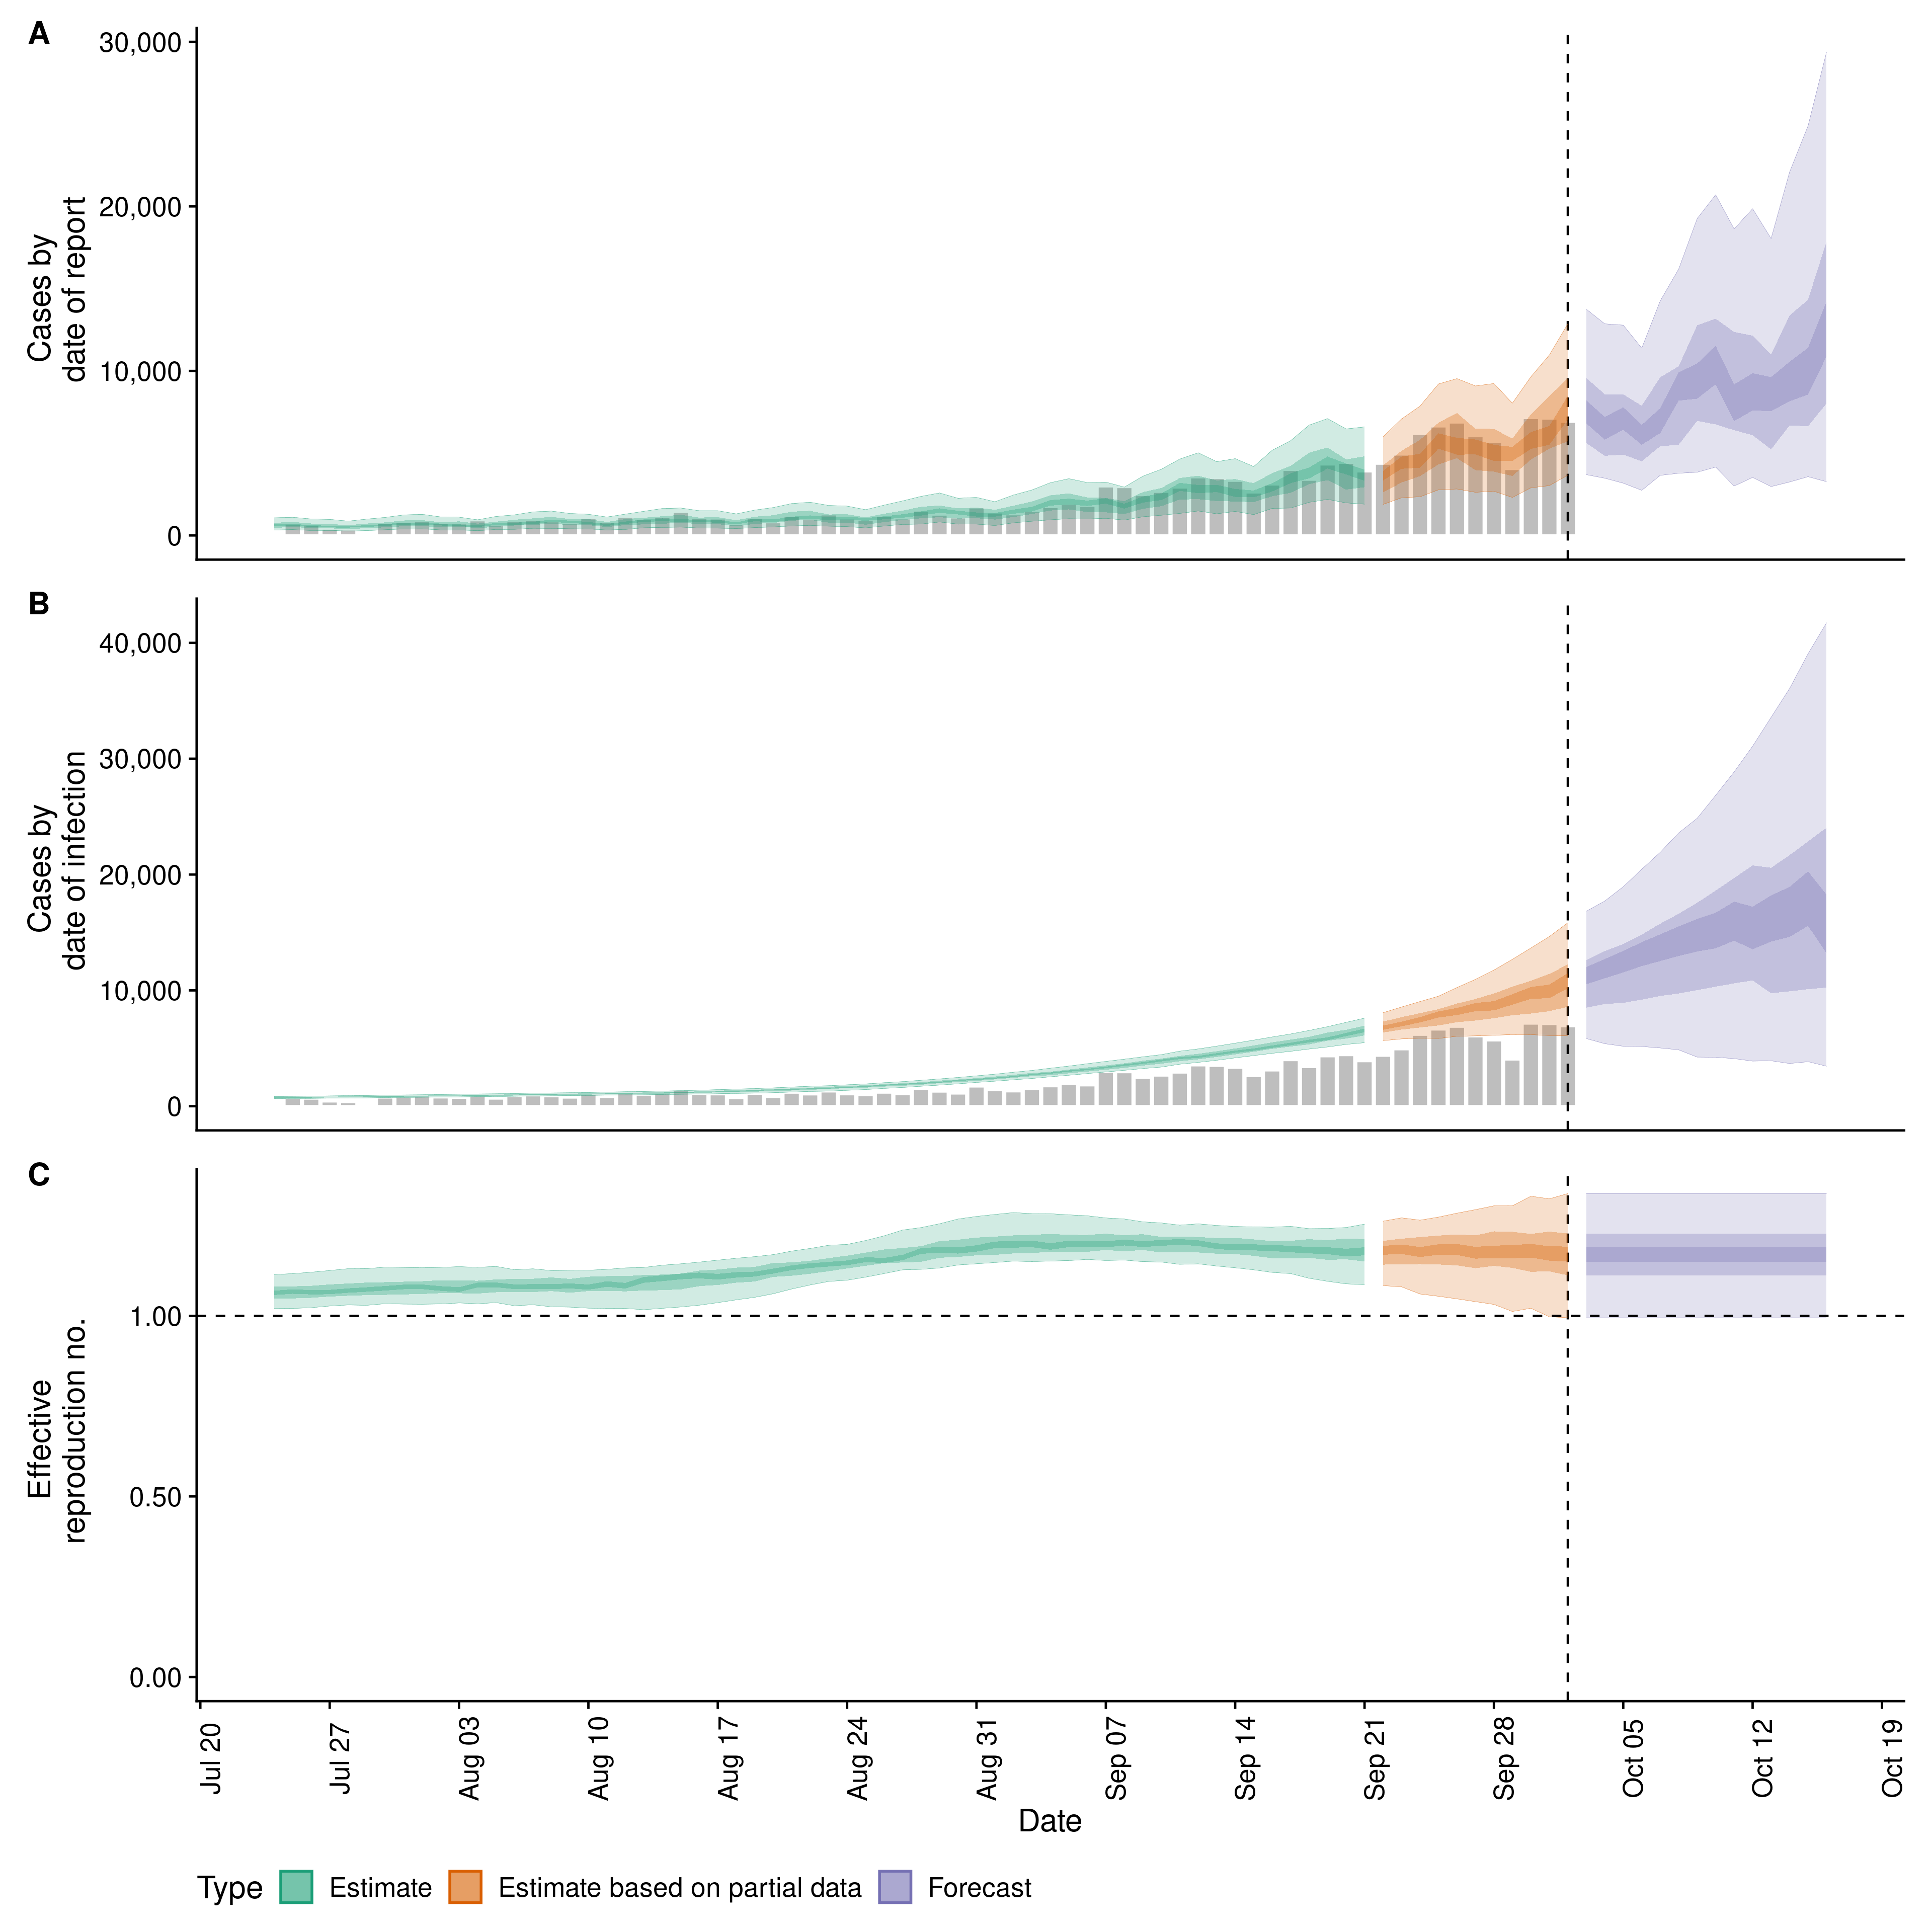 A
30,000
20,000
10,000
0
Cases by
date of report
B
40,000
30,000
20,000
10,000
0
Cases by
date of infection
C
1.00
0.50
0.00
Effective
reproduction no.
Jul 20
Jul 27
Aug 03
Aug 10
Aug 17
Aug 24
Aug 31
Sep 07
Sep 14
Sep 21
Sep 28
Oct 05
Oct 12
Oct 19
Date
Type Estimate Estimate based on partial data Forecast